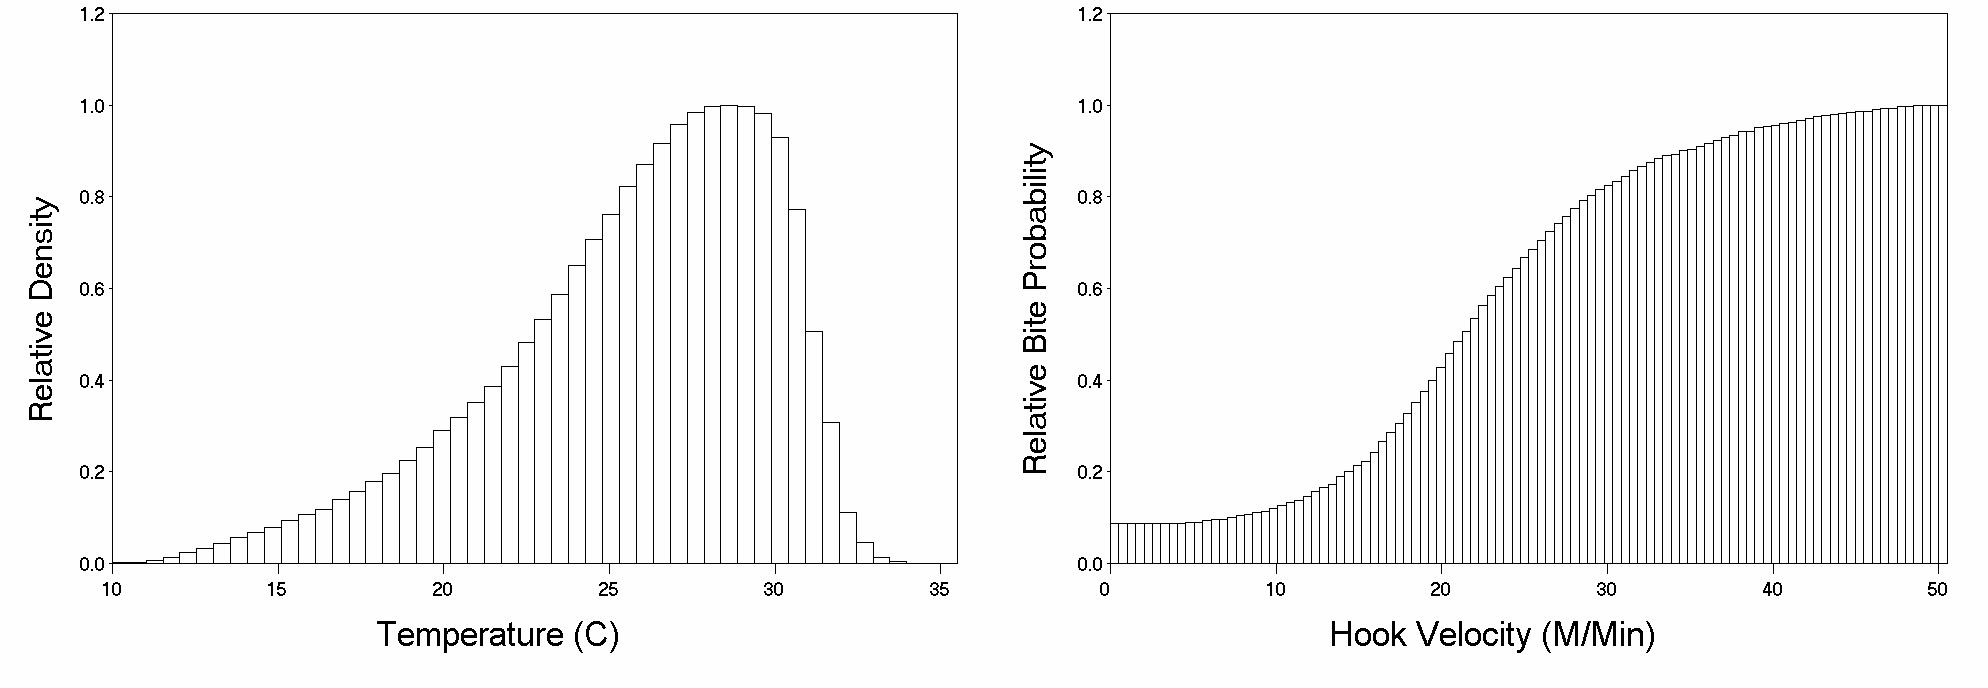 1.2
1.0
0.8
0.6
0.4
0.2
0.0
Relative Density
10 15 20 25 30 35
Temperature (C)
1.2
1.0
0.8
0.6
0.4
0.2
0.0
Relative Bite Probability
0 10 20 30 40 50
Hook Velocity (M/Min)